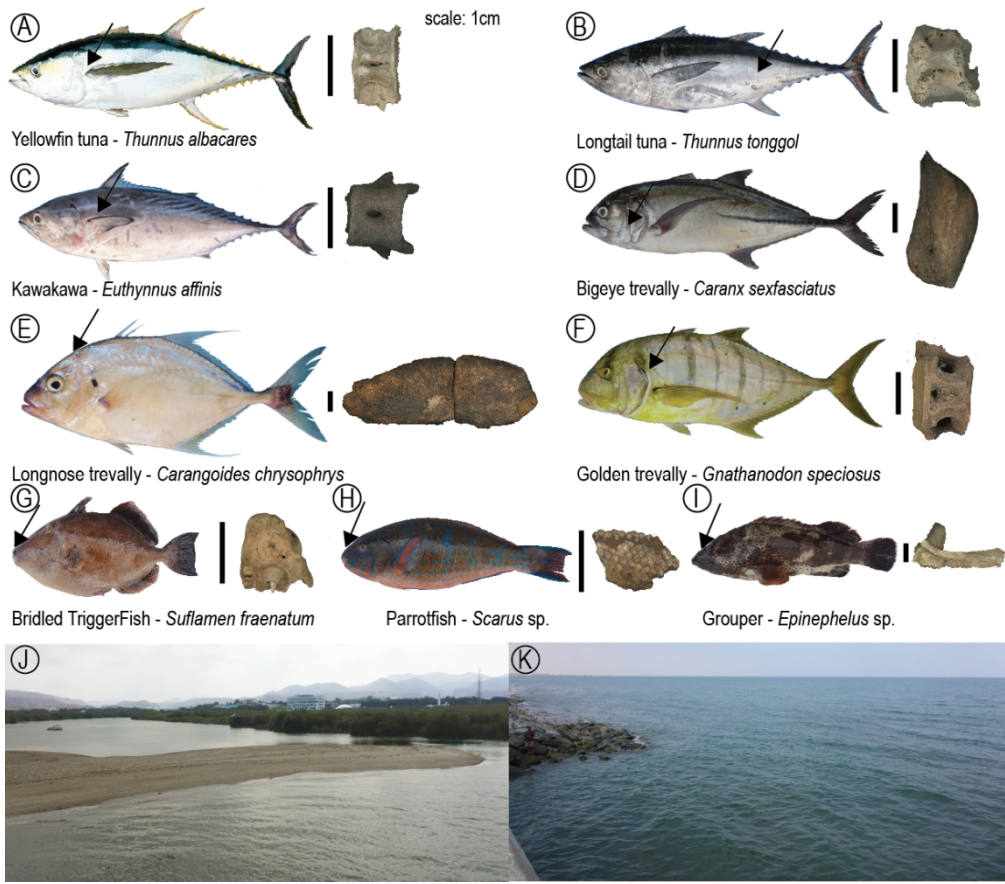 A
scale: 1cm
B
Yellowfin tuna - Thunnus albacares
Longtail tuna - Thunnus tonggol
C
D
Kawakawa - Euthynnus affinis
Bigeye trevally - Caranx sexfasciatus
E
F
Longnose trevally - Carangoides chrysophrys
Golden trevally - Gnathanodon speciosus
G
H
I
Bridled TriggerFish - Suflamen fraenatum
Parrotfish - Scarus sp.
Grouper - Epinephelus sp.
J
K